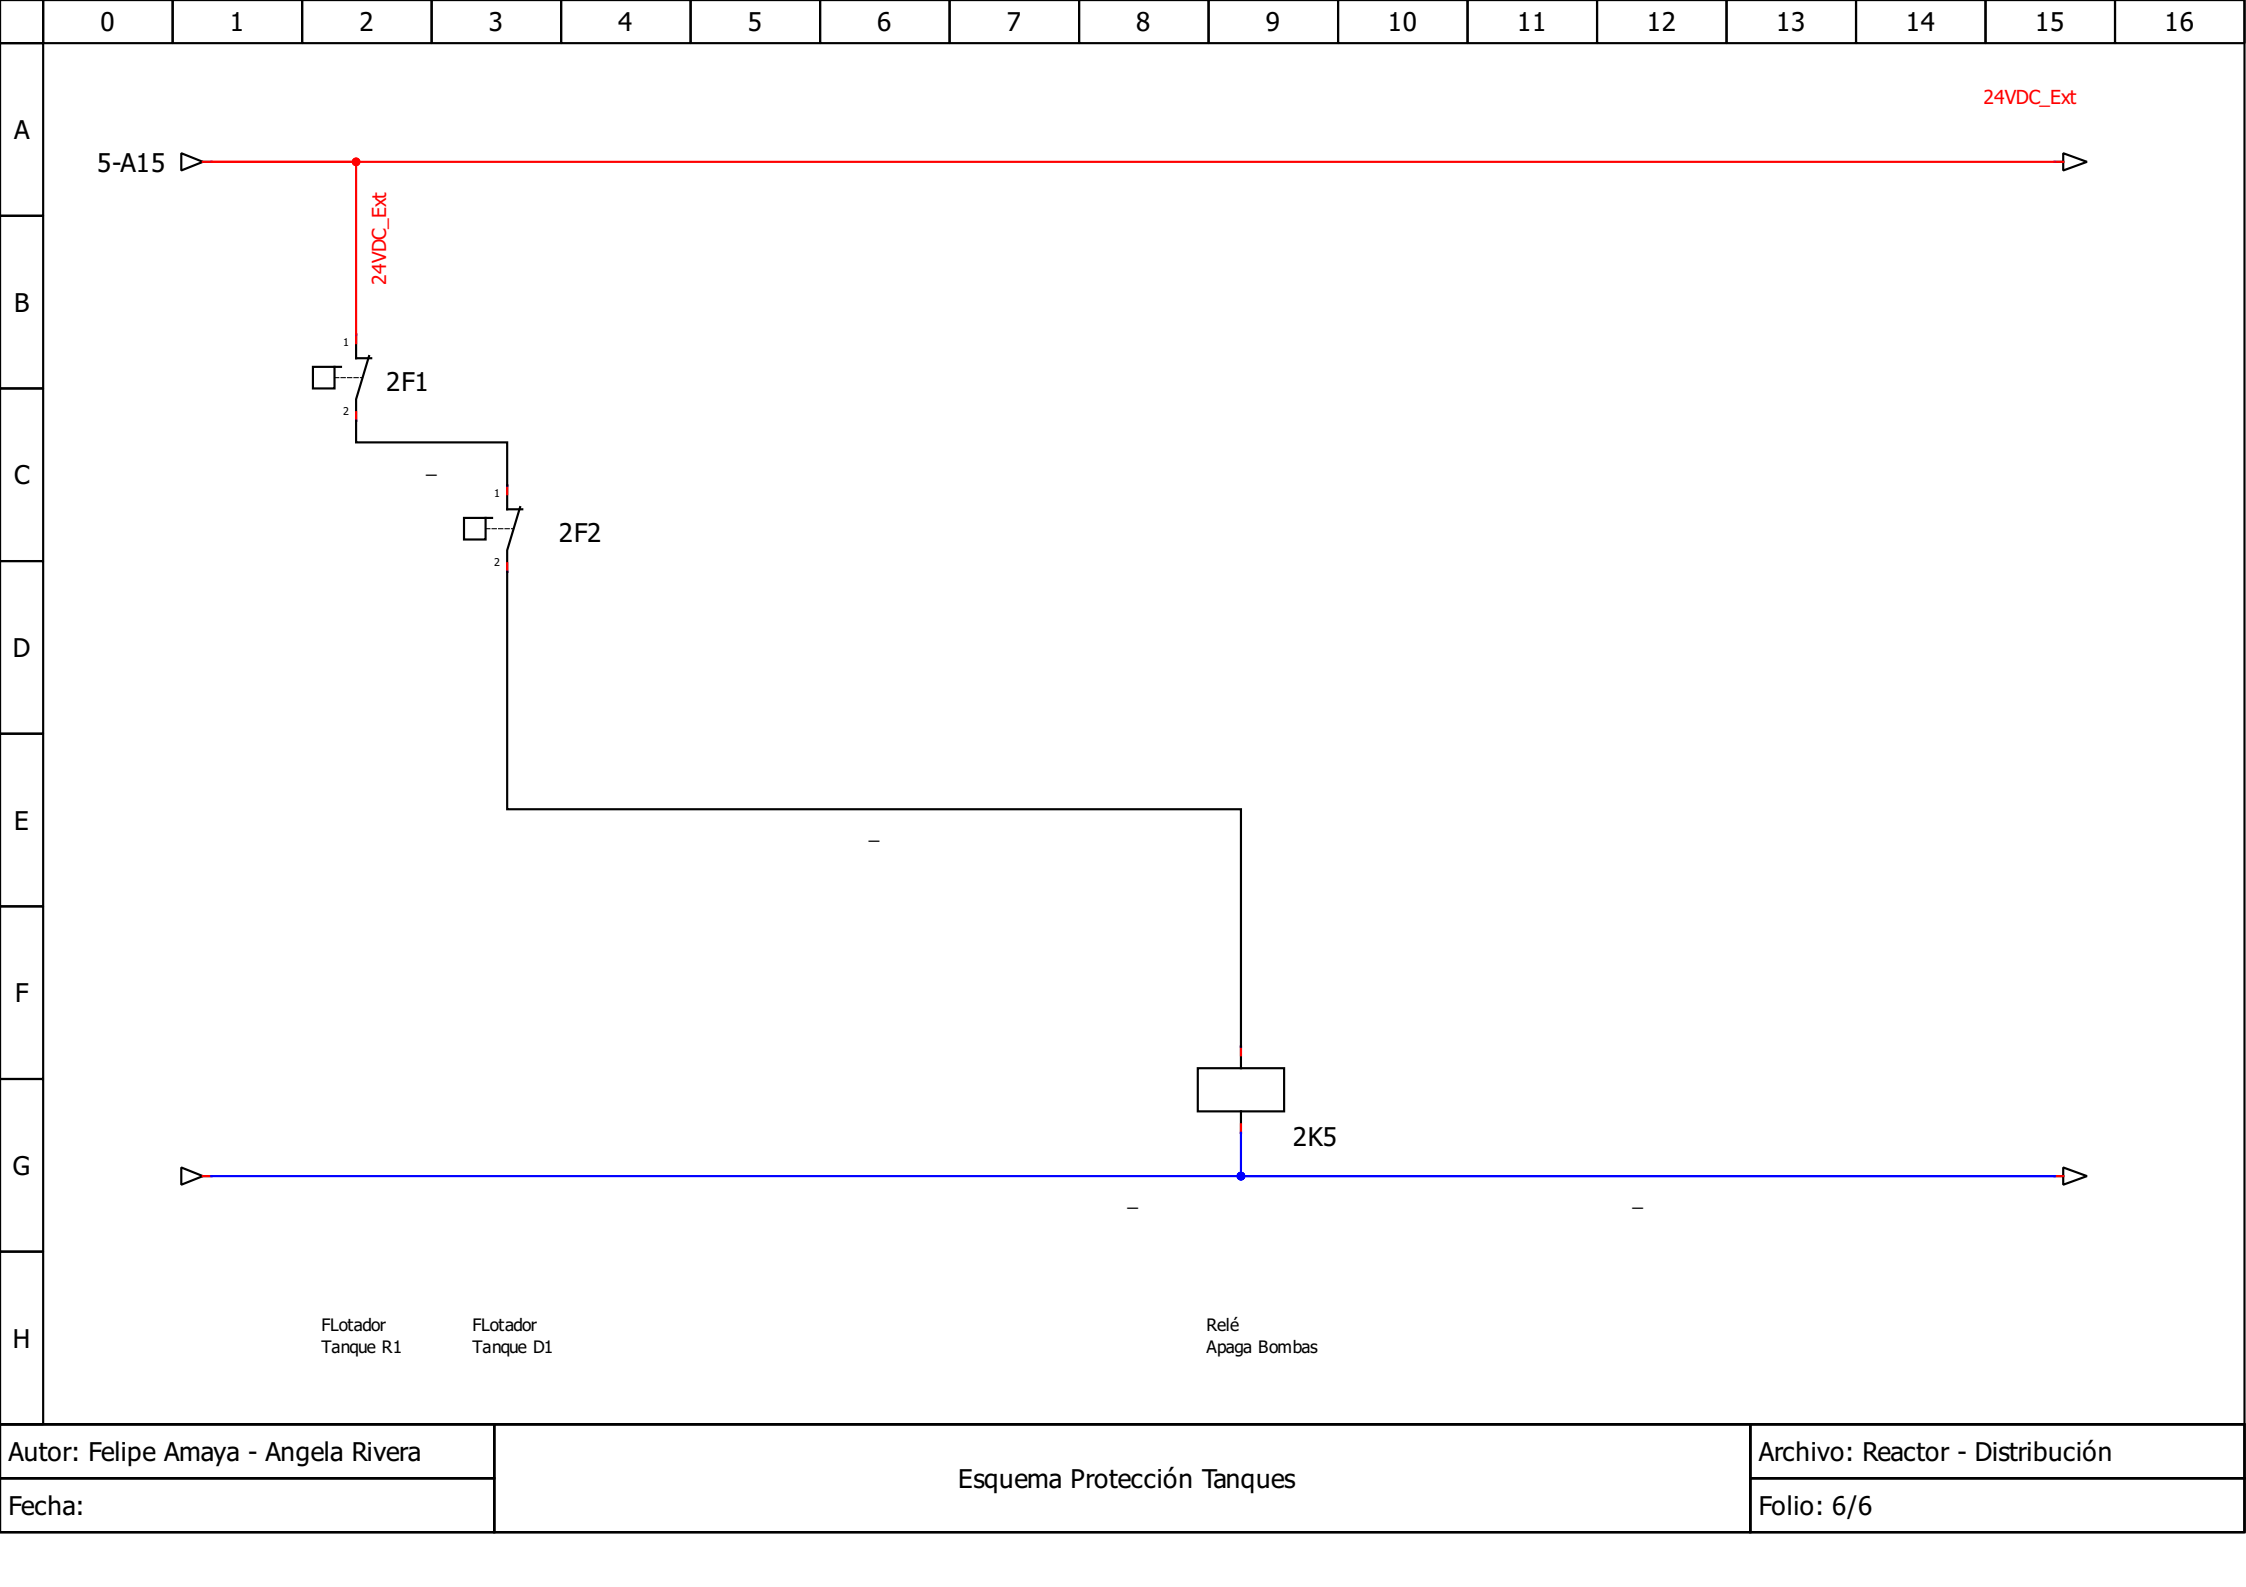 0 1 2 3 4 5 6 7 8 9 10 11 12 13 14 15 16
24VDC_Ext
A
5-A15
24VDC_Ext
B
1
2F1
2
C
_
1
2F2
2
D
E
_
F
2K5
G
_ _
FLotador
Tanque R1
FLotador
Tanque D1
Relé
Apaga Bombas
H
Autor: Felipe Amaya - Angela Rivera
Fecha:
Esquema Protección Tanques
Archivo: Reactor - Distribución
Folio: 6/6